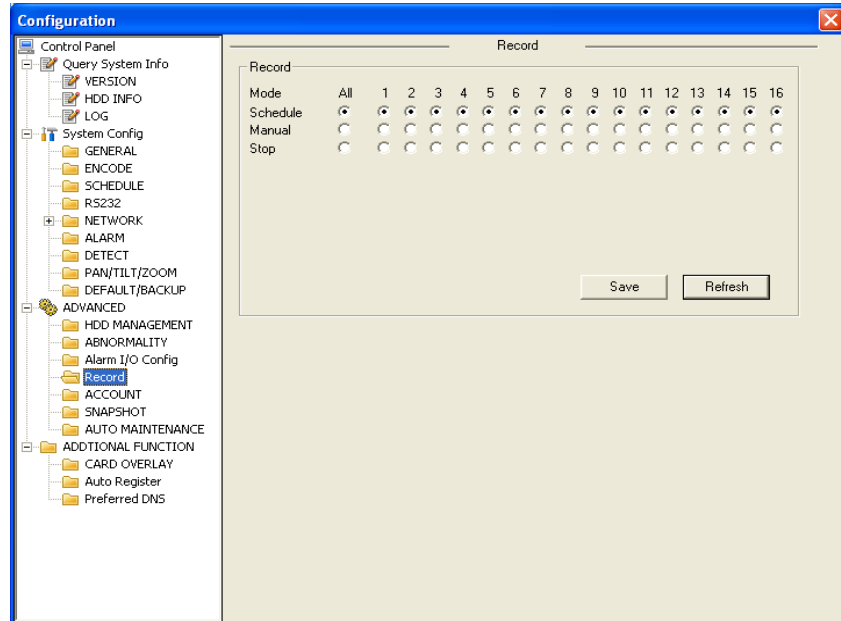 Configuration
Control Panel
Query System Info
VERSION
HDD INFO
LOG
System Config
GENERAL
ENCODE
SCHEDULE
RS232
NETWORK
ALARM
DETECT
PAN/TILT/ZOOM
DEFAULT/BACKUP
ADVANCED
HDD MANAGEMENT
ABNORMALITY
Alarm I/O Config
Record
ACCOUNT
SNAPSHOT
AUTO MAINTENANCE
ADDTIONAL FUNCTION
CARD OVERLAY
Auto Register
Preferred DNS
Record
Record
Mode All 1 2 3 4 5 6 7 8 9 10 11 12 13 14 15 16
Schedule
Manual
Stop
Save Refresh